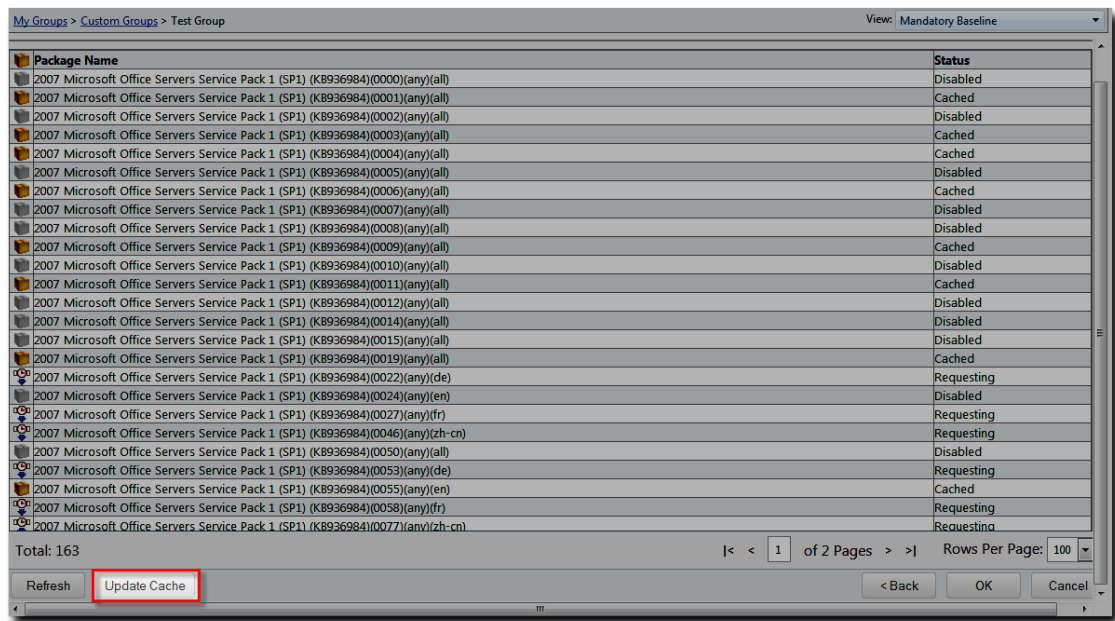 My Groups > Custom Groups > Test Group View: Mandatory Baseline
Package Name Status
2007 Microsoft Office Servers Service Pack 1 (SP1) (KB936984)(0000)(any)(all) Disabled
2007 Microsoft Office Servers Service Pack 1 (SP1) (KB936984)(0001)(any)(all) Cached
2007 Microsoft Office Servers Service Pack 1 (SP1) (KB936984)(0002)(any)(all) Disabled
2007 Microsoft Office Servers Service Pack 1 (SP1) (KB936984)(0003)(any)(all) Cached
2007 Microsoft Office Servers Service Pack 1 (SP1) (KB936984)(0004)(any)(all) Cached
2007 Microsoft Office Servers Service Pack 1 (SP1) (KB936984)(0005)(any)(all) Disabled
2007 Microsoft Office Servers Service Pack 1 (SP1) (KB936984)(0006)(any)(all) Cached
2007 Microsoft Office Servers Service Pack 1 (SP1) (KB936984)(0007)(any)(all) Disabled
2007 Microsoft Office Servers Service Pack 1 (SP1) (KB936984)(0008)(any)(all) Disabled
2007 Microsoft Office Servers Service Pack 1 (SP1) (KB936984)(0009)(any)(all) Cached
2007 Microsoft Office Servers Service Pack 1 (SP1) (KB936984)(0010)(any)(all) Disabled
2007 Microsoft Office Servers Service Pack 1 (SP1) (KB936984)(0011)(any)(all) Cached
2007 Microsoft Office Servers Service Pack 1 (SP1) (KB936984)(0012)(any)(all) Disabled
2007 Microsoft Office Servers Service Pack 1 (SP1) (KB936984)(0014)(any)(all) Disabled
2007 Microsoft Office Servers Service Pack 1 (SP1) (KB936984)(0015)(any)(all) Disabled
2007 Microsoft Office Servers Service Pack 1 (SP1) (KB936984)(0019)(any)(all) Cached
2007 Microsoft Office Servers Service Pack 1 (SP1) (KB936984)(0022)(any)(de) Requesting
2007 Microsoft Office Servers Service Pack 1 (SP1) (KB936984)(0024)(any)(en) Disabled
2007 Microsoft Office Servers Service Pack 1 (SP1) (KB936984)(0027)(any)(fr) Requesting
2007 Microsoft Office Servers Service Pack 1 (SP1) (KB936984)(0046)(any)(zh-cn) Requesting
2007 Microsoft Office Servers Service Pack 1 (SP1) (KB936984)(0050)(any)(all) Disabled
2007 Microsoft Office Servers Service Pack 1 (SP1) (KB936984)(0053)(any)(de) Requesting
2007 Microsoft Office Servers Service Pack 1 (SP1) (KB936984)(0055)(any)(en) Cached
2007 Microsoft Office Servers Service Pack 1 (SP1) (KB936984)(0058)(any)(fr) Requesting
2007 Microsoft Office Servers Service Pack 1 (SP1) (KB936984)(0077)(any)(zh-cn) Requesting
Total: 163 |< < 1 of 2 Pages > >| Rows Per Page: 100
Refresh Update Cache < Back OK Cancel